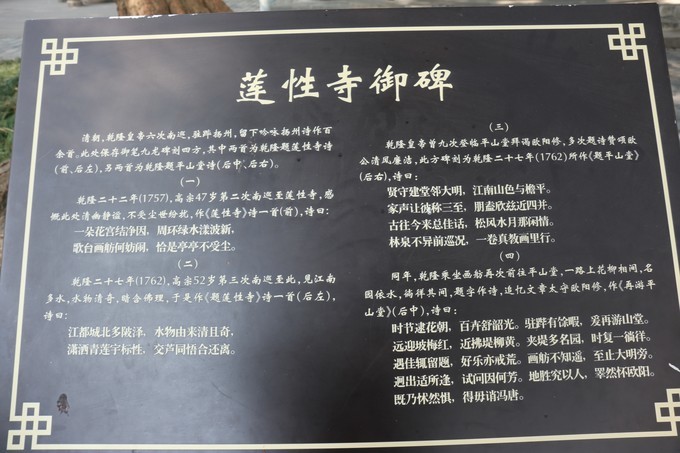 莲性寺御碑
清朝，乾隆皇帝六次南巡，驻跸扬州，留下吟咏扬州诗作百
余首。此处保存御笔九龙碑刻四方，其中两首为乾隆题莲性寺诗
(前、后左)，另两首为乾隆题平山堂诗(后中、后右)。
(一)
乾隆二十二年(1757)，高宗47岁第二次南巡至莲性寺，感
慨此处清幽静谧，不受尘世纷扰，作《莲性寺》诗一首(前)，诗曰：
一朵花宫结净因，周环绿水漾波新，
歌台画舫何妨闹，恰是亭亭不受尘。
(二)
乾隆二十七年(1762)，高宗52岁第三次南巡至此，见江南
多水，水物清奇，暗合佛理，于是作《题莲性寺》诗一首(后左)，
诗曰：
江都城北多陂泽，水物由来清且奇，
潇洒青莲宇标性，交芦同悟合还离。
(三)
乾隆皇帝曾九次登临平山堂拜谒欧阳修，多次题诗赞颂欧
公清风廉洁，此方碑刻为乾隆二十七年(1762)所作《题平山堂》
(后右)，诗曰：
贤守建堂邻大明，江南山色与檐平。
家声让彼称三至，朋盍欣兹近四并。
古往今来总佳话，松风水月那闲情。
林泉不异前巡况，一卷真教画里行。
(四)
同年，乾隆乘坐画舫再次前往平山堂，一路上花柳相间，名
园依水，徜徉其间，题字作诗，追忆文章太守欧阳修，作《再游平
山堂》(后中)，诗曰：
时节逮花朝，百卉舒韶光。驻跸有馀暇，爰再游山堂。
远迎坡梅红，近拂堤柳黄。夹堤多名园，时复一徜徉。
遇佳辄留题，好乐亦戒荒。画舫不知遥，至止大明旁。
迥出适所逢，试问因何芳。地胜究以人，睪然怀欧阳。
既乃怵然惧，得毋诮冯唐。